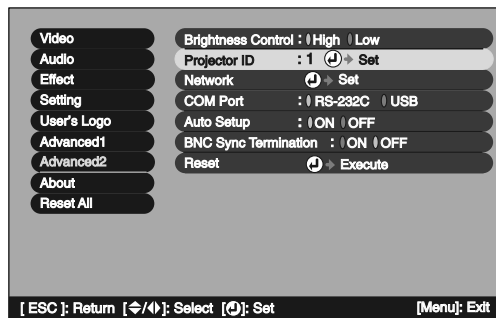 Video
Audio
Effect
Setting
User's Logo
Advanced1
Advanced2
About
Reset All
Brightness Control : High Low
Projector ID : 1 Set
Network Set
COM Port : RS-232C USB
Auto Setup : ON OFF
BNC Sync Termination : ON OFF
Reset Execute
[ ESC ]: Return [ / ]: Select [ ]: Set [Menu]: Exit